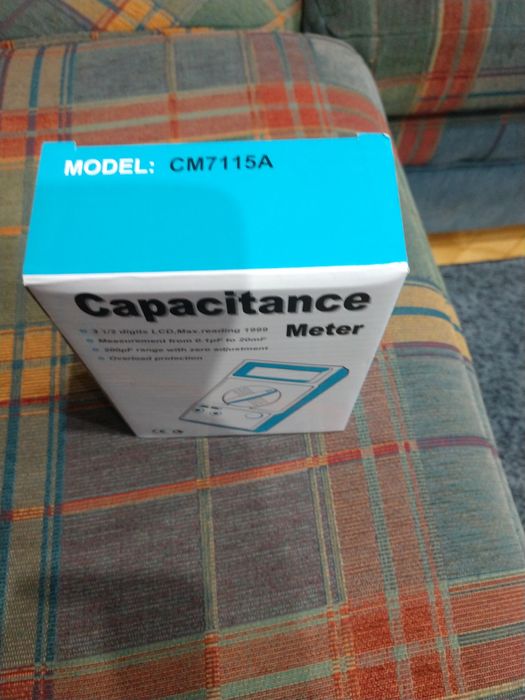 MODEL: CM7115A
Capacitance
Meter
3 1/2 digits LCD,Max.reading 1999
Measurement from 0.1pF to 20mF
200pF range with zero adjustment
Overload protection
CE